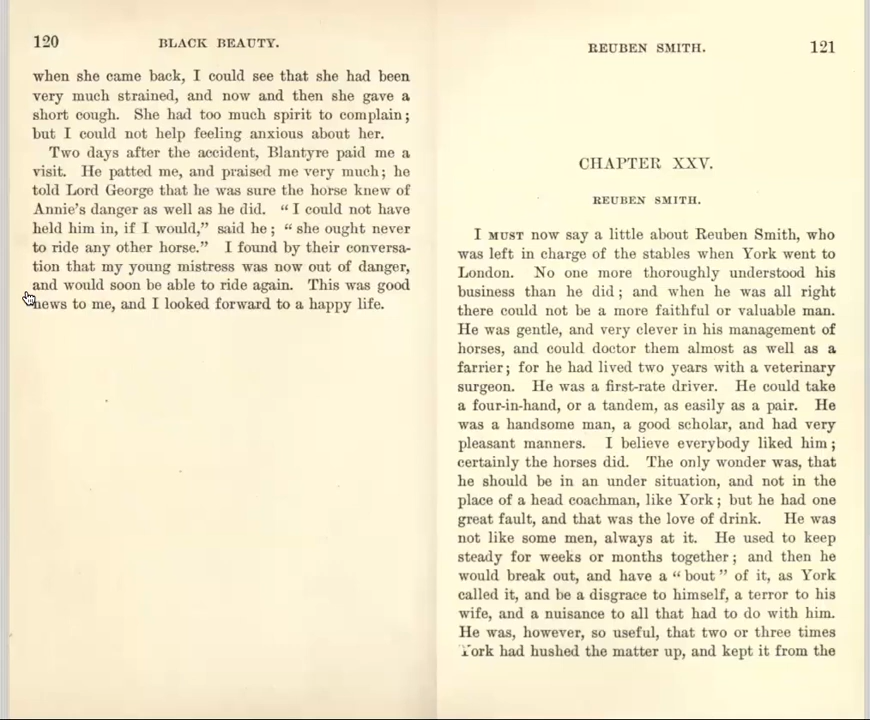 120 BLACK BEAUTY.
when she came back, I could see that she had been
very much strained, and now and then she gave a
short cough. She had too much spirit to complain;
but I could not help feeling anxious about her.
Two days after the accident, Blantyre paid me a
visit. He patted me, and praised me very much; he
told Lord George that he was sure the horse knew of
Annie's danger as well as he did. “I could not have
held him in, if I would,” said he; “she ought never
to ride any other horse.” I found by their conversa-
tion that my young mistress was now out of danger,
and would soon be able to ride again. This was good
news to me, and I looked forward to a happy life.
REUBEN SMITH. 121
CHAPTER XXV.
REUBEN SMITH.
I MUST now say a little about Reuben Smith, who
was left in charge of the stables when York went to
London. No one more thoroughly understood his
business than he did; and when he was all right
there could not be a more faithful or valuable man.
He was gentle, and very clever in his management of
horses, and could doctor them almost as well as a
farrier; for he had lived two years with a veterinary
surgeon. He was a first-rate driver. He could take
a four-in-hand, or a tandem, as easily as a pair. He
was a handsome man, a good scholar, and had very
pleasant manners. I believe everybody liked him;
certainly the horses did. The only wonder was, that
he should be in an under situation, and not in the
place of a head coachman, like York; but he had one
great fault, and that was the love of drink. He was
not like some men, always at it. He used to keep
steady for weeks or months together; and then he
would break out, and have a “bout” of it, as York
called it, and be a disgrace to himself, a terror to his
wife, and a nuisance to all that had to do with him.
He was, however, so useful, that two or three times
York had hushed the matter up, and kept it from the